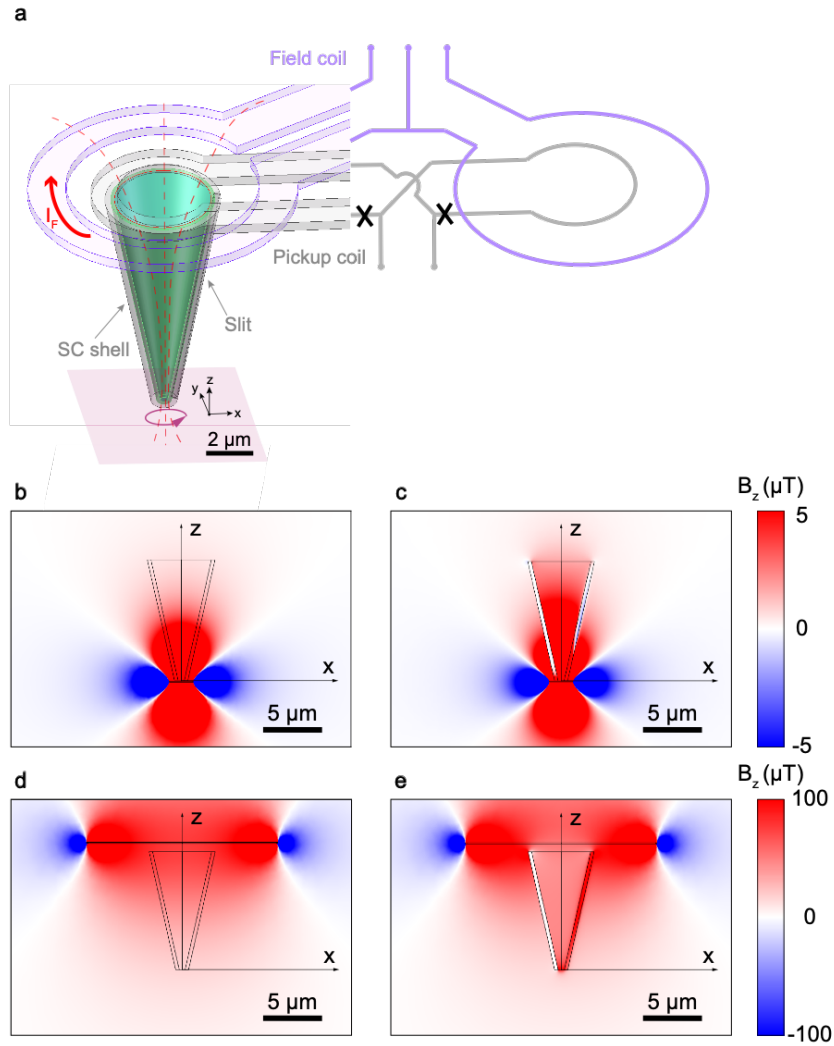 a
Field coil
I_F
Pickup coil
SC shell
Slit
z
y
x
2 µm
b
z
x
5 µm
c
z
x
5 µm
B_z (µT)
5
0
-5
d
z
x
5 µm
e
z
x
5 µm
B_z (µT)
100
0
-100